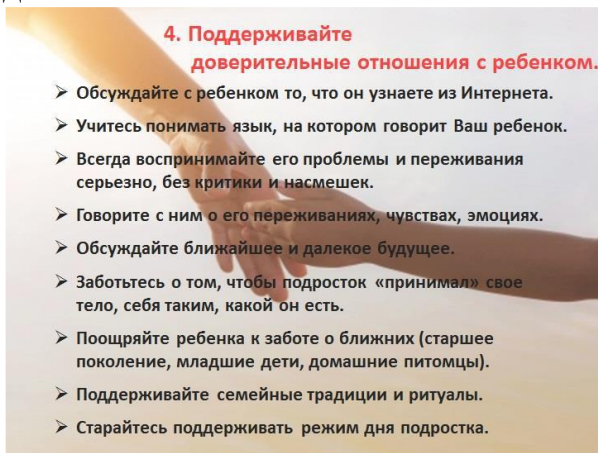 4. Поддерживайте
доверительные отношения с ребенком.
➢ Обсуждайте с ребенком то, что он узнаете из Интернета.
➢ Учитесь понимать язык, на котором говорит Ваш ребенок.
➢ Всегда воспринимайте его проблемы и переживания
серьезно, без критики и насмешек.
➢ Говорите с ним о его переживаниях, чувствах, эмоциях.
➢ Обсуждайте ближайшее и далекое будущее.
➢ Заботьтесь о том, чтобы подросток «принимал» свое
тело, себя таким, какой он есть.
➢ Поощряйте ребенка к заботе о ближних (старшее
поколение, младшие дети, домашние питомцы).
➢ Поддерживайте семейные традиции и ритуалы.
➢ Старайтесь поддерживать режим дня подростка.